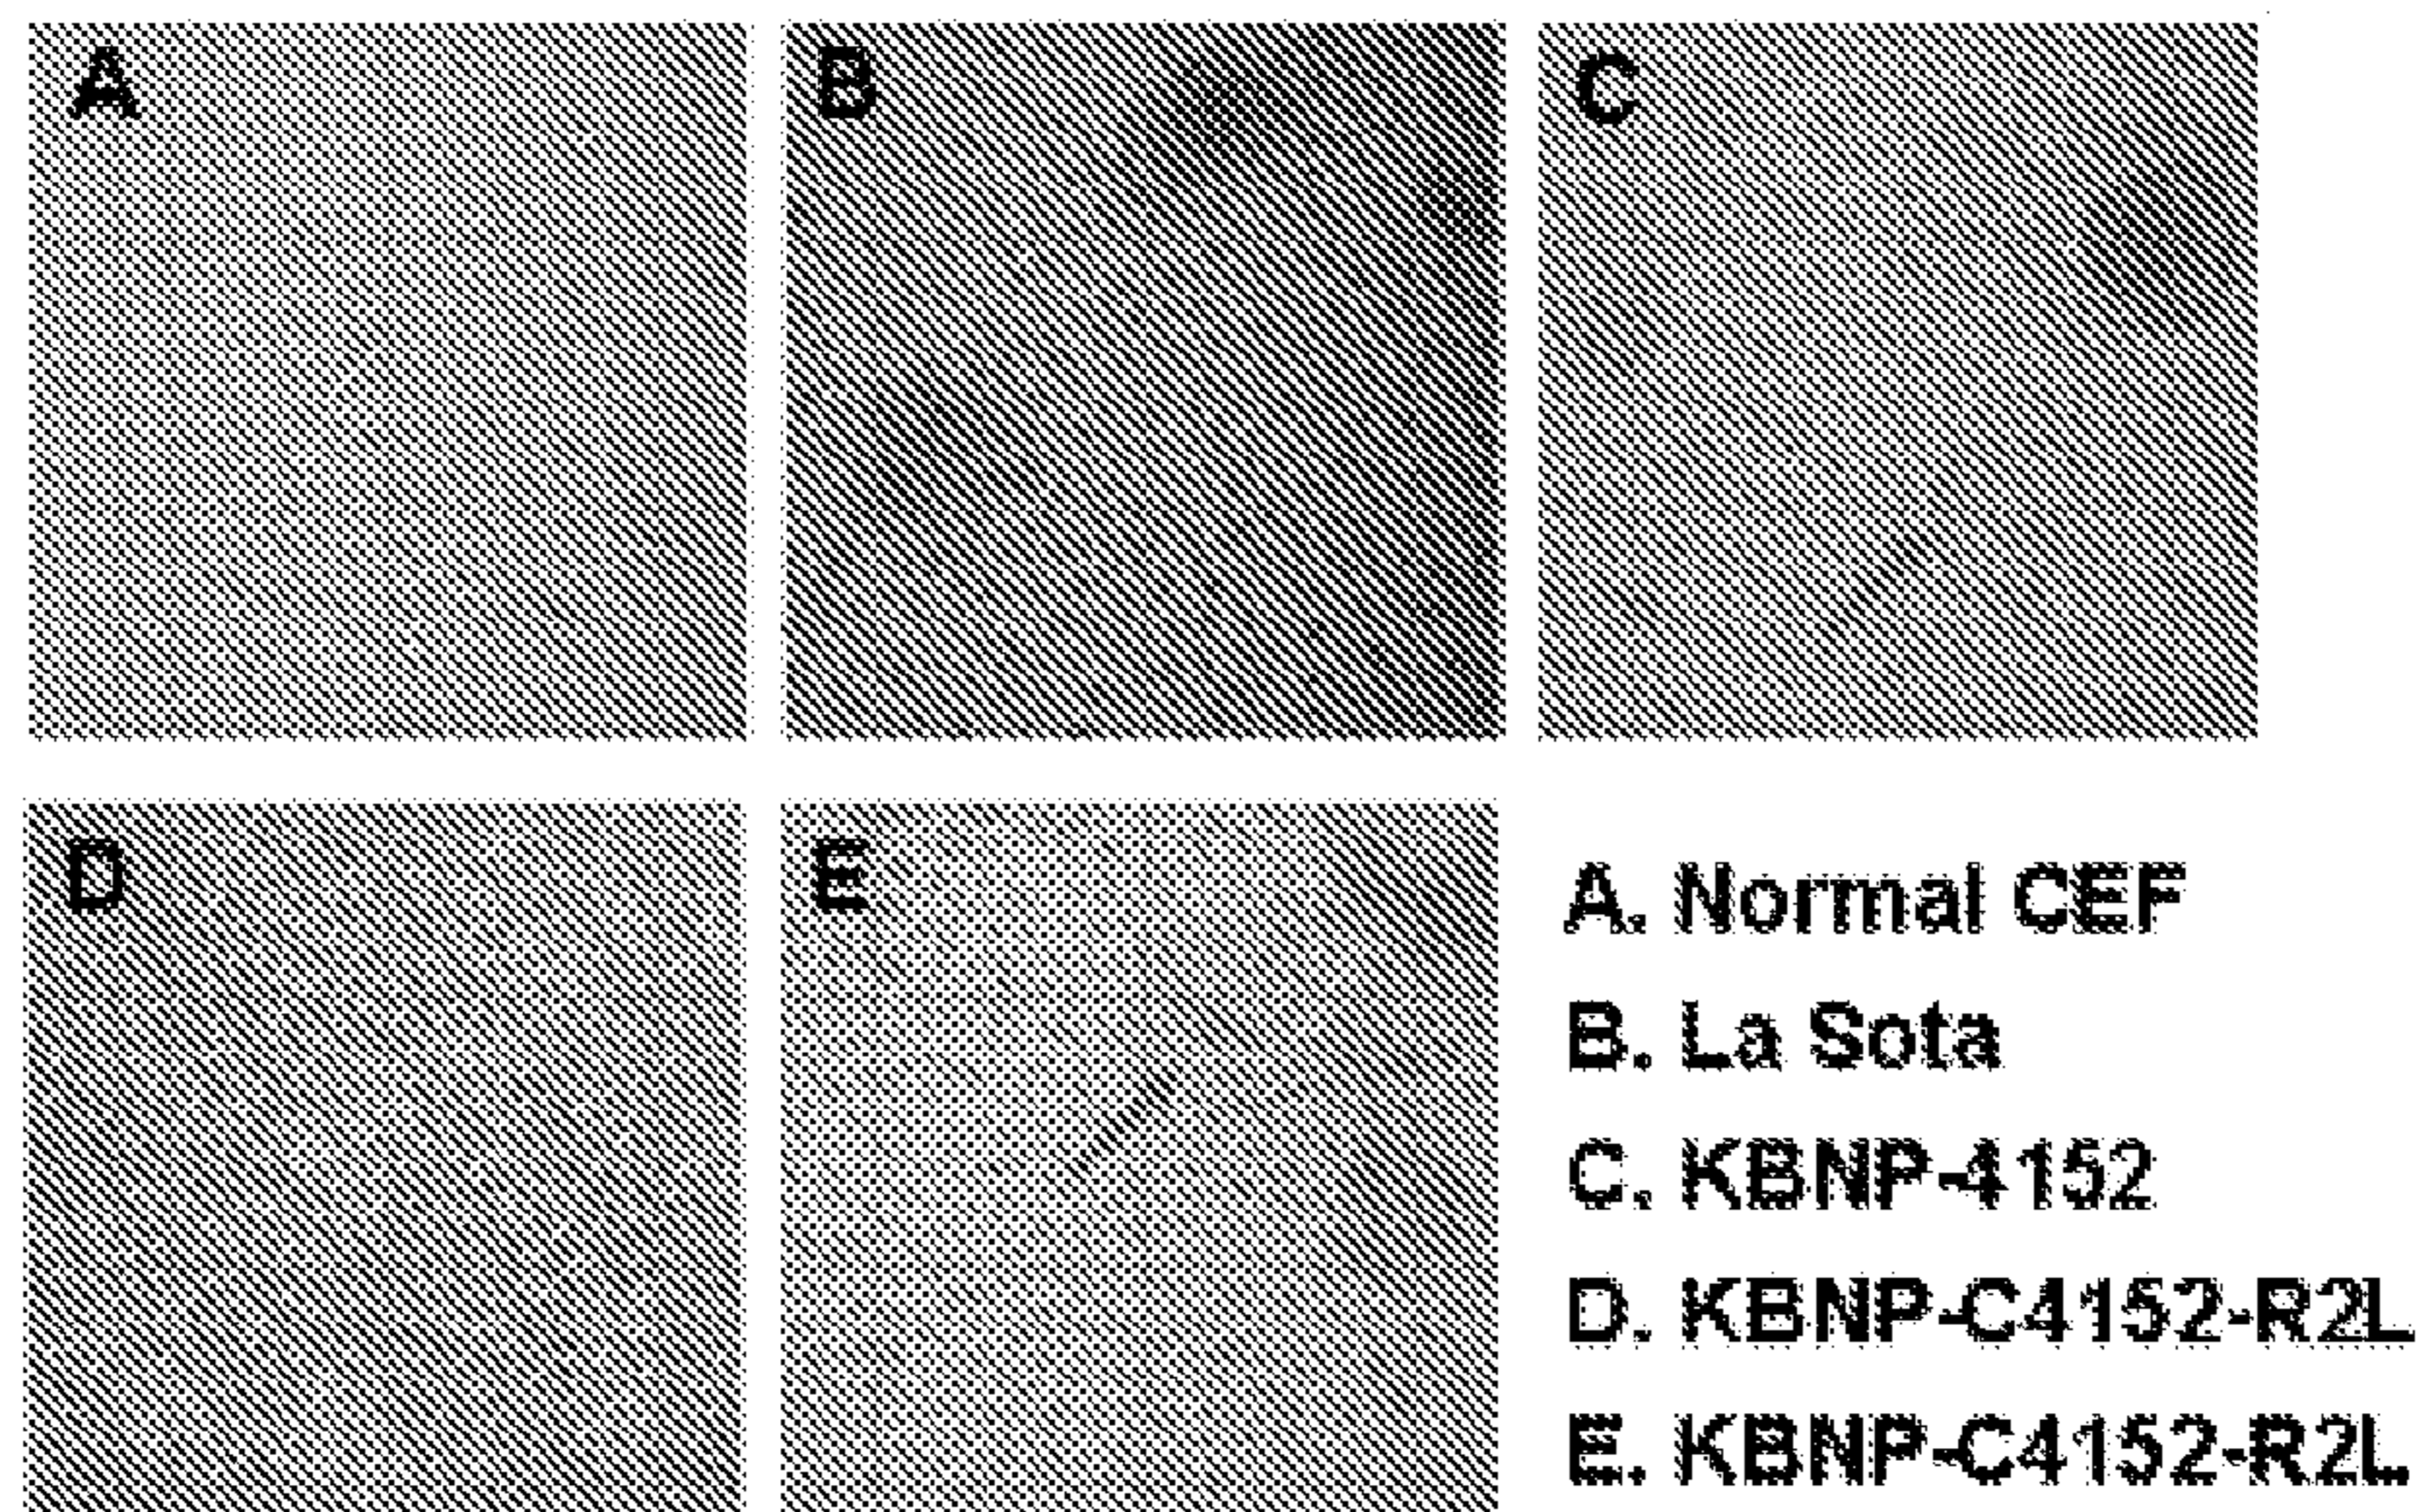 A
B
C
D
E
A. Normal CEF
B. La Sota
C. KBNP-4152
D. KBNP-C4152-R2L
E. KBNP-C4152-R2L